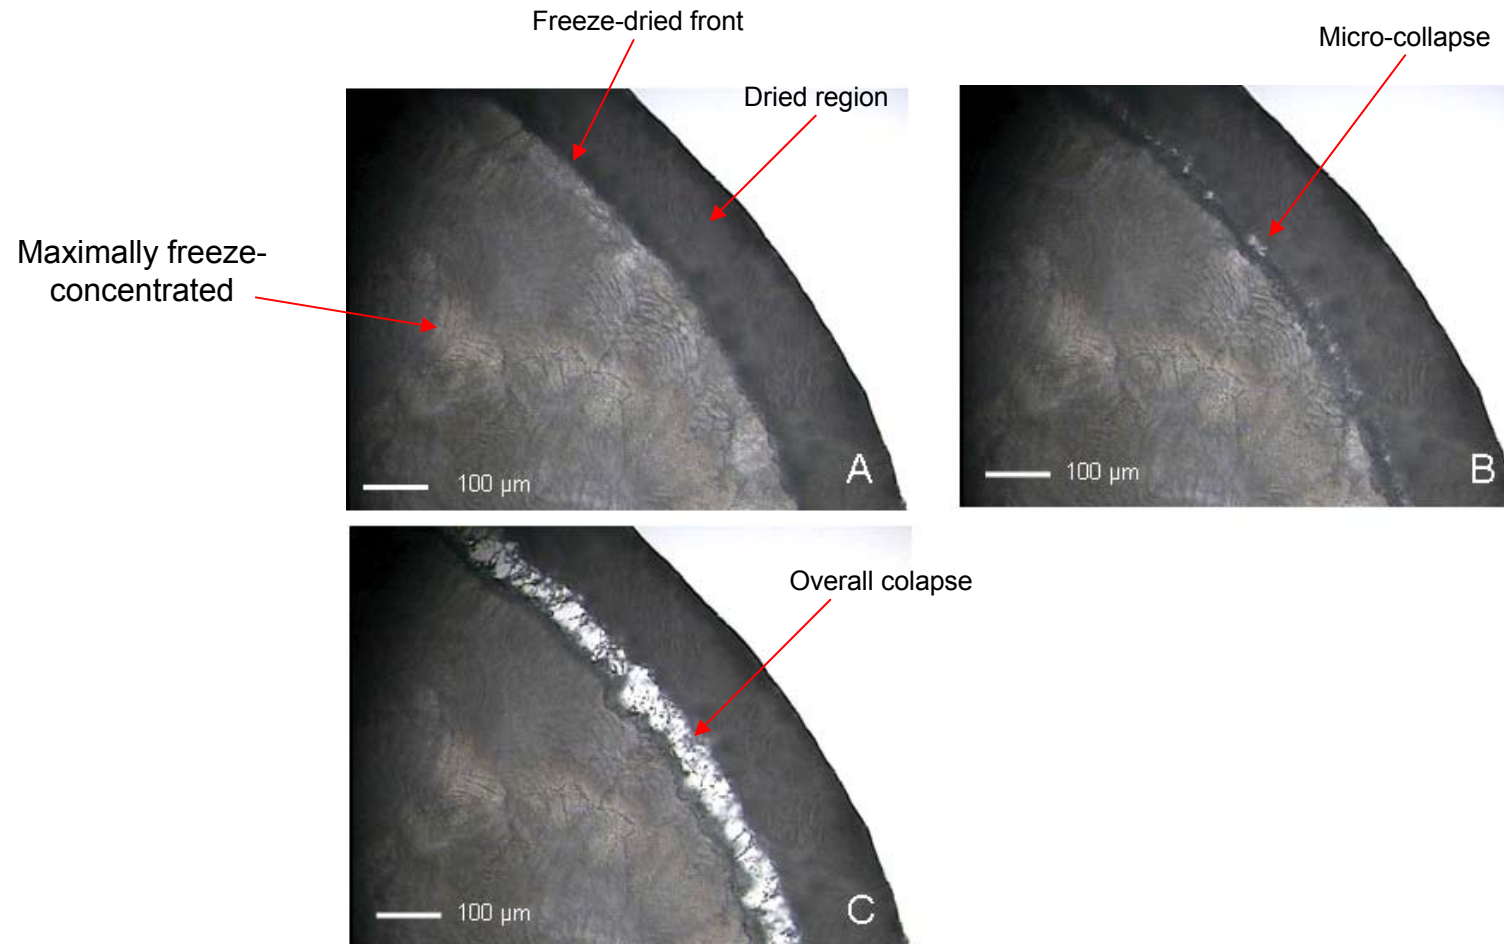 Freeze-dried front
Micro-collapse
Dried region
Maximally freeze-
concentrated
100 µm
A
100 µm
B
Overall colapse
100 µm
C